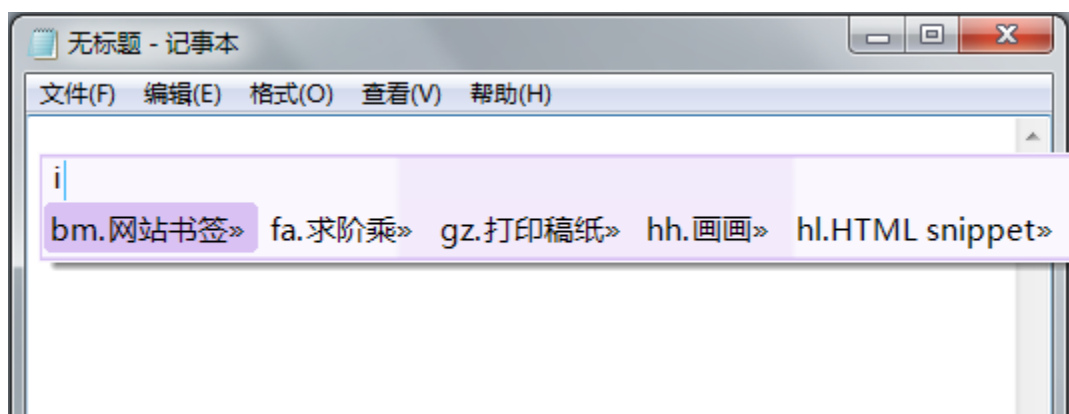 无标题 - 记事本
文件(F) 编辑(E) 格式(O) 查看(V) 帮助(H)
i
bm.网站书签» fa.求阶乘» gz.打印稿纸» hh.画画» hl.HTML snippet»